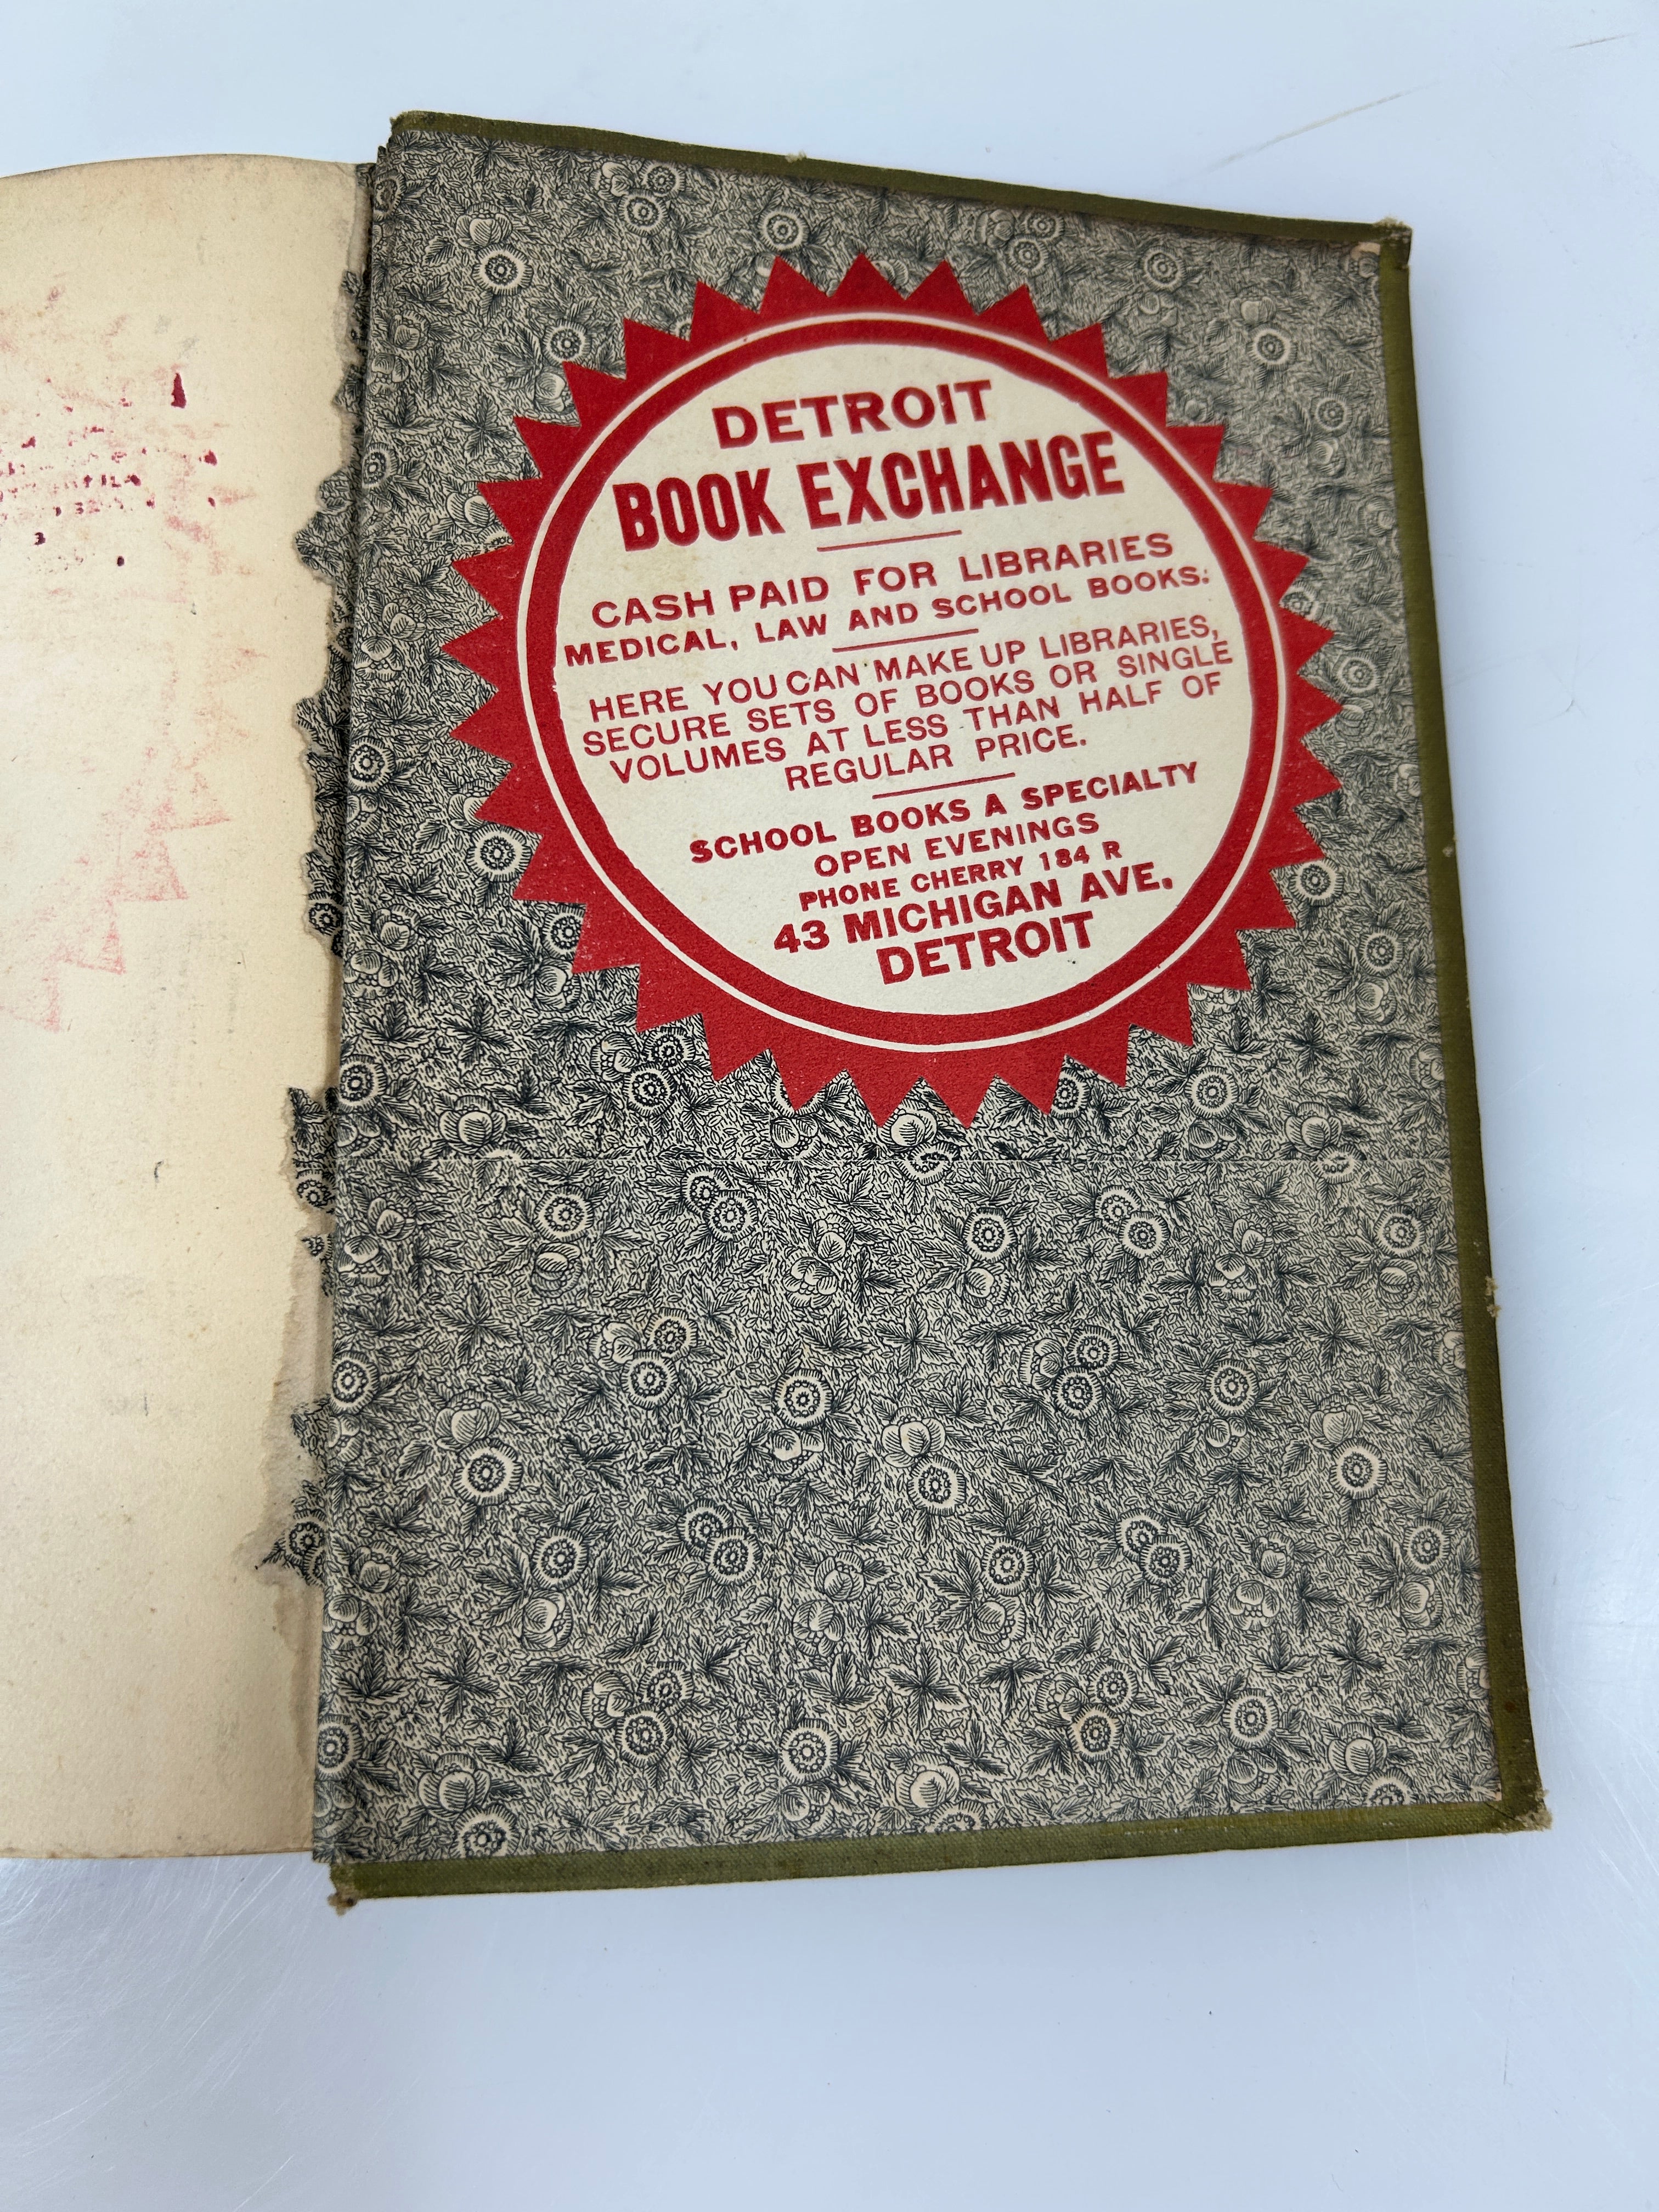 DETROIT
BOOK EXCHANGE
CASH PAID FOR LIBRARIES
MEDICAL, LAW AND SCHOOL BOOKS.
HERE YOU CAN MAKE UP LIBRARIES,
SECURE SETS OF BOOKS OR SINGLE
VOLUMES AT LESS THAN HALF OF
REGULAR PRICE.
SCHOOL BOOKS A SPECIALTY
OPEN EVENINGS
PHONE CHERRY 184 R
43 MICHIGAN AVE.
DETROIT